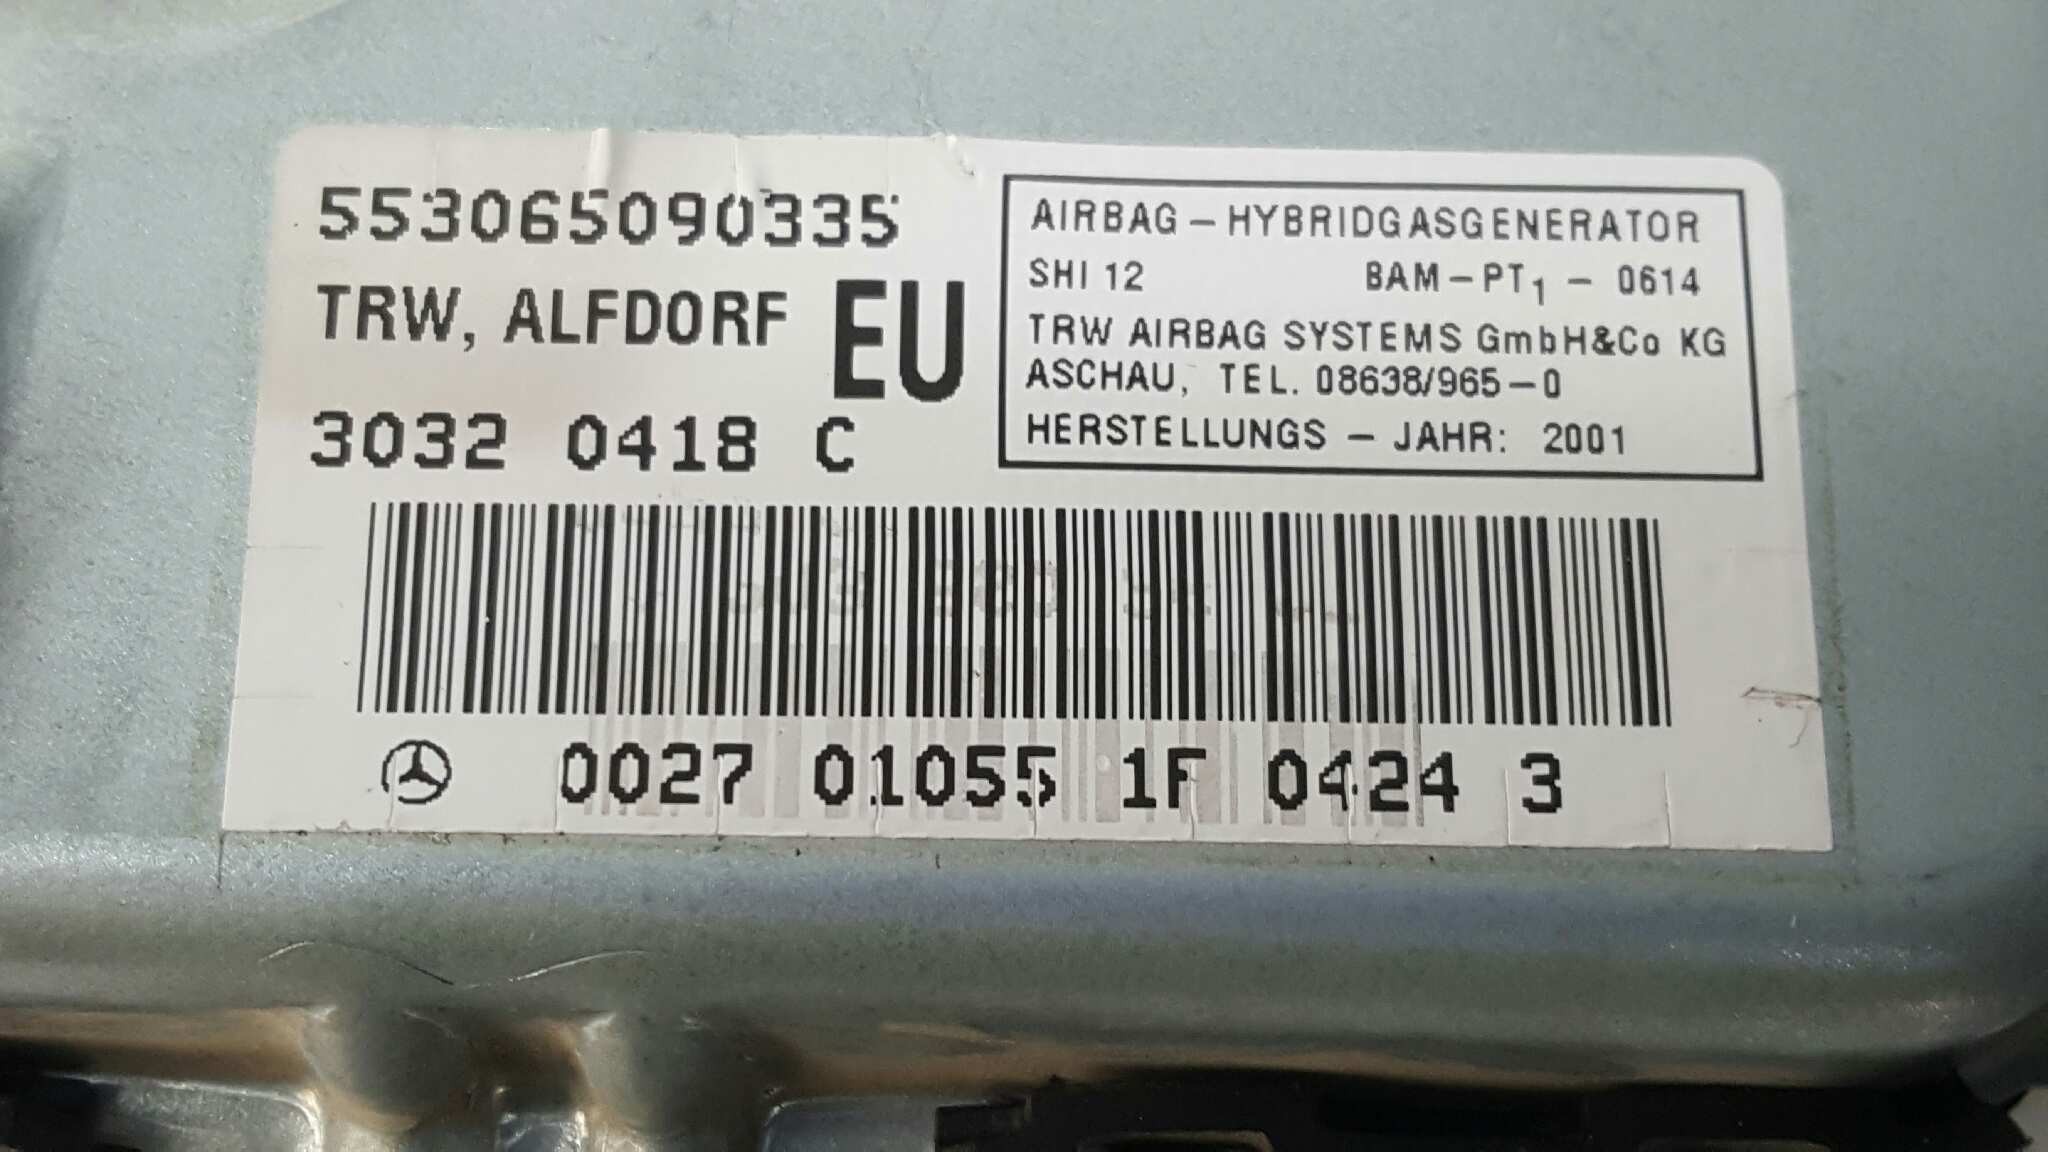 553065090335
TRW, ALFDORF EU
3032 0418 C
AIRBAG-HYBRIDGASGENERATOR
SHI 12 BAM-PT1 - 0614
TRW AIRBAG SYSTEMS GmbH&Co KG
ASCHAU, TEL. 08638/965-0
HERSTELLUNGS - JAHR: 2001
0027 01055 1F 0424 3